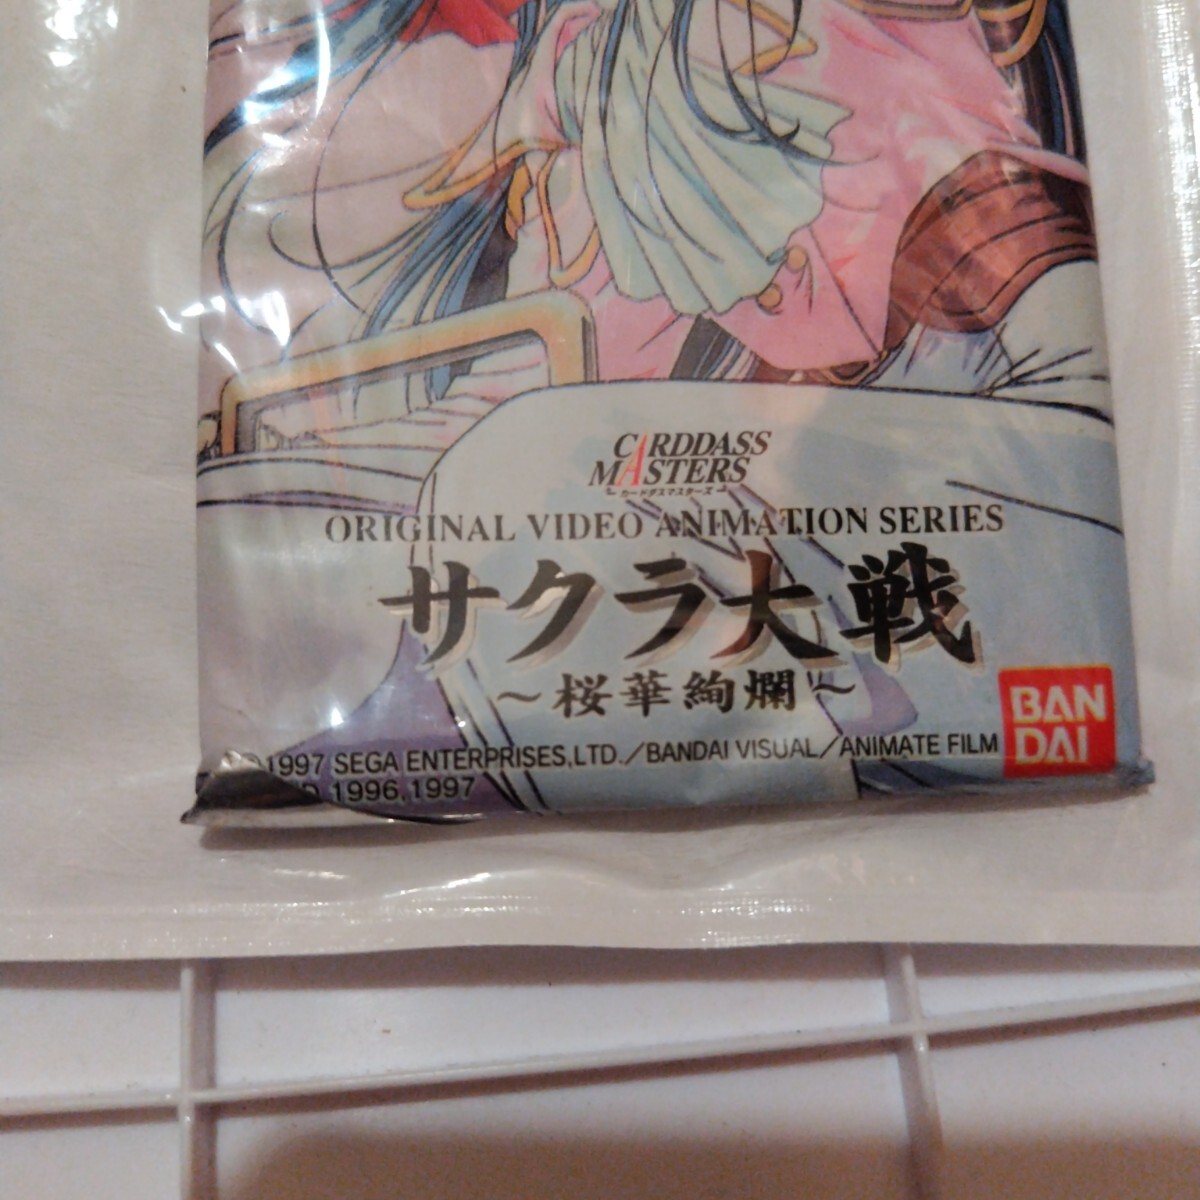 CARDDASS
MASTERS
カードダスマスターズ
ORIGINAL VIDEO ANIMATION SERIES
サクラ大戦
～桜華絢爛～
©1997 SEGA ENTERPRISES,LTD.／BANDAI VISUAL／ANIMATE FILM
1996,1997
BAN
DAI